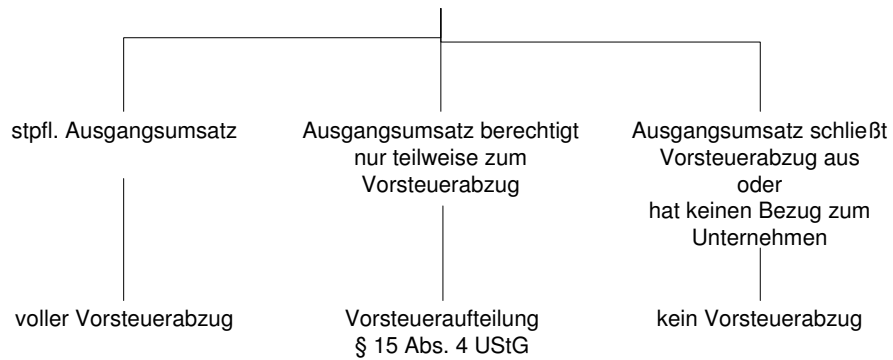 stpfl. Ausgangsumsatz
Ausgangsumsatz berechtigt
nur teilweise zum
Vorsteuerabzug
Ausgangsumsatz schließt
Vorsteuerabzug aus
oder
hat keinen Bezug zum
Unternehmen
voller Vorsteuerabzug
Vorsteueraufteilung
§ 15 Abs. 4 UStG
kein Vorsteuerabzug